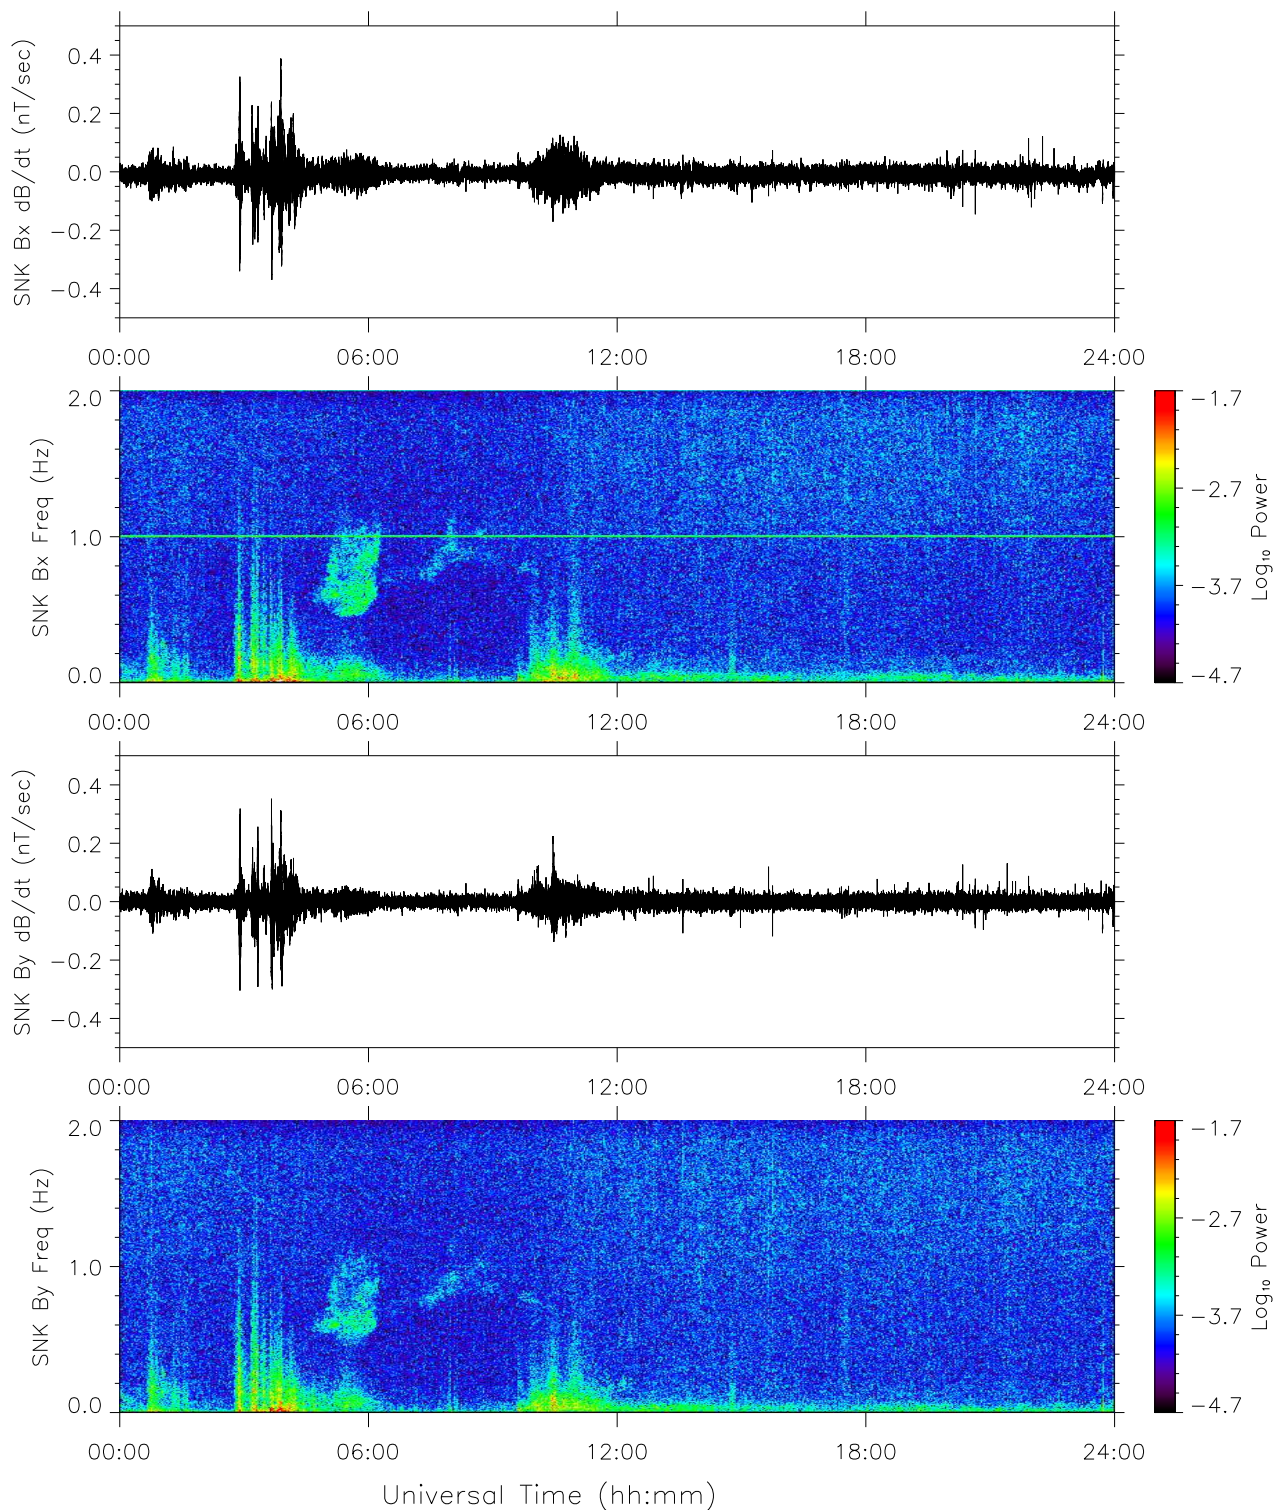 SNK Bx dB/dt (nT/sec)
0.4
0.2
0.0
−0.2
−0.4
00:00 06:00 12:00 18:00 24:00
SNK Bx Freq (Hz)
2.0
1.0
0.0
−1.7
−2.7
−3.7
−4.7
Log₁₀ Power
00:00 06:00 12:00 18:00 24:00
SNK By dB/dt (nT/sec)
0.4
0.2
0.0
−0.2
−0.4
00:00 06:00 12:00 18:00 24:00
SNK By Freq (Hz)
2.0
1.0
0.0
−1.7
−2.7
−3.7
−4.7
Log₁₀ Power
00:00 06:00 12:00 18:00 24:00
Universal Time (hh:mm)